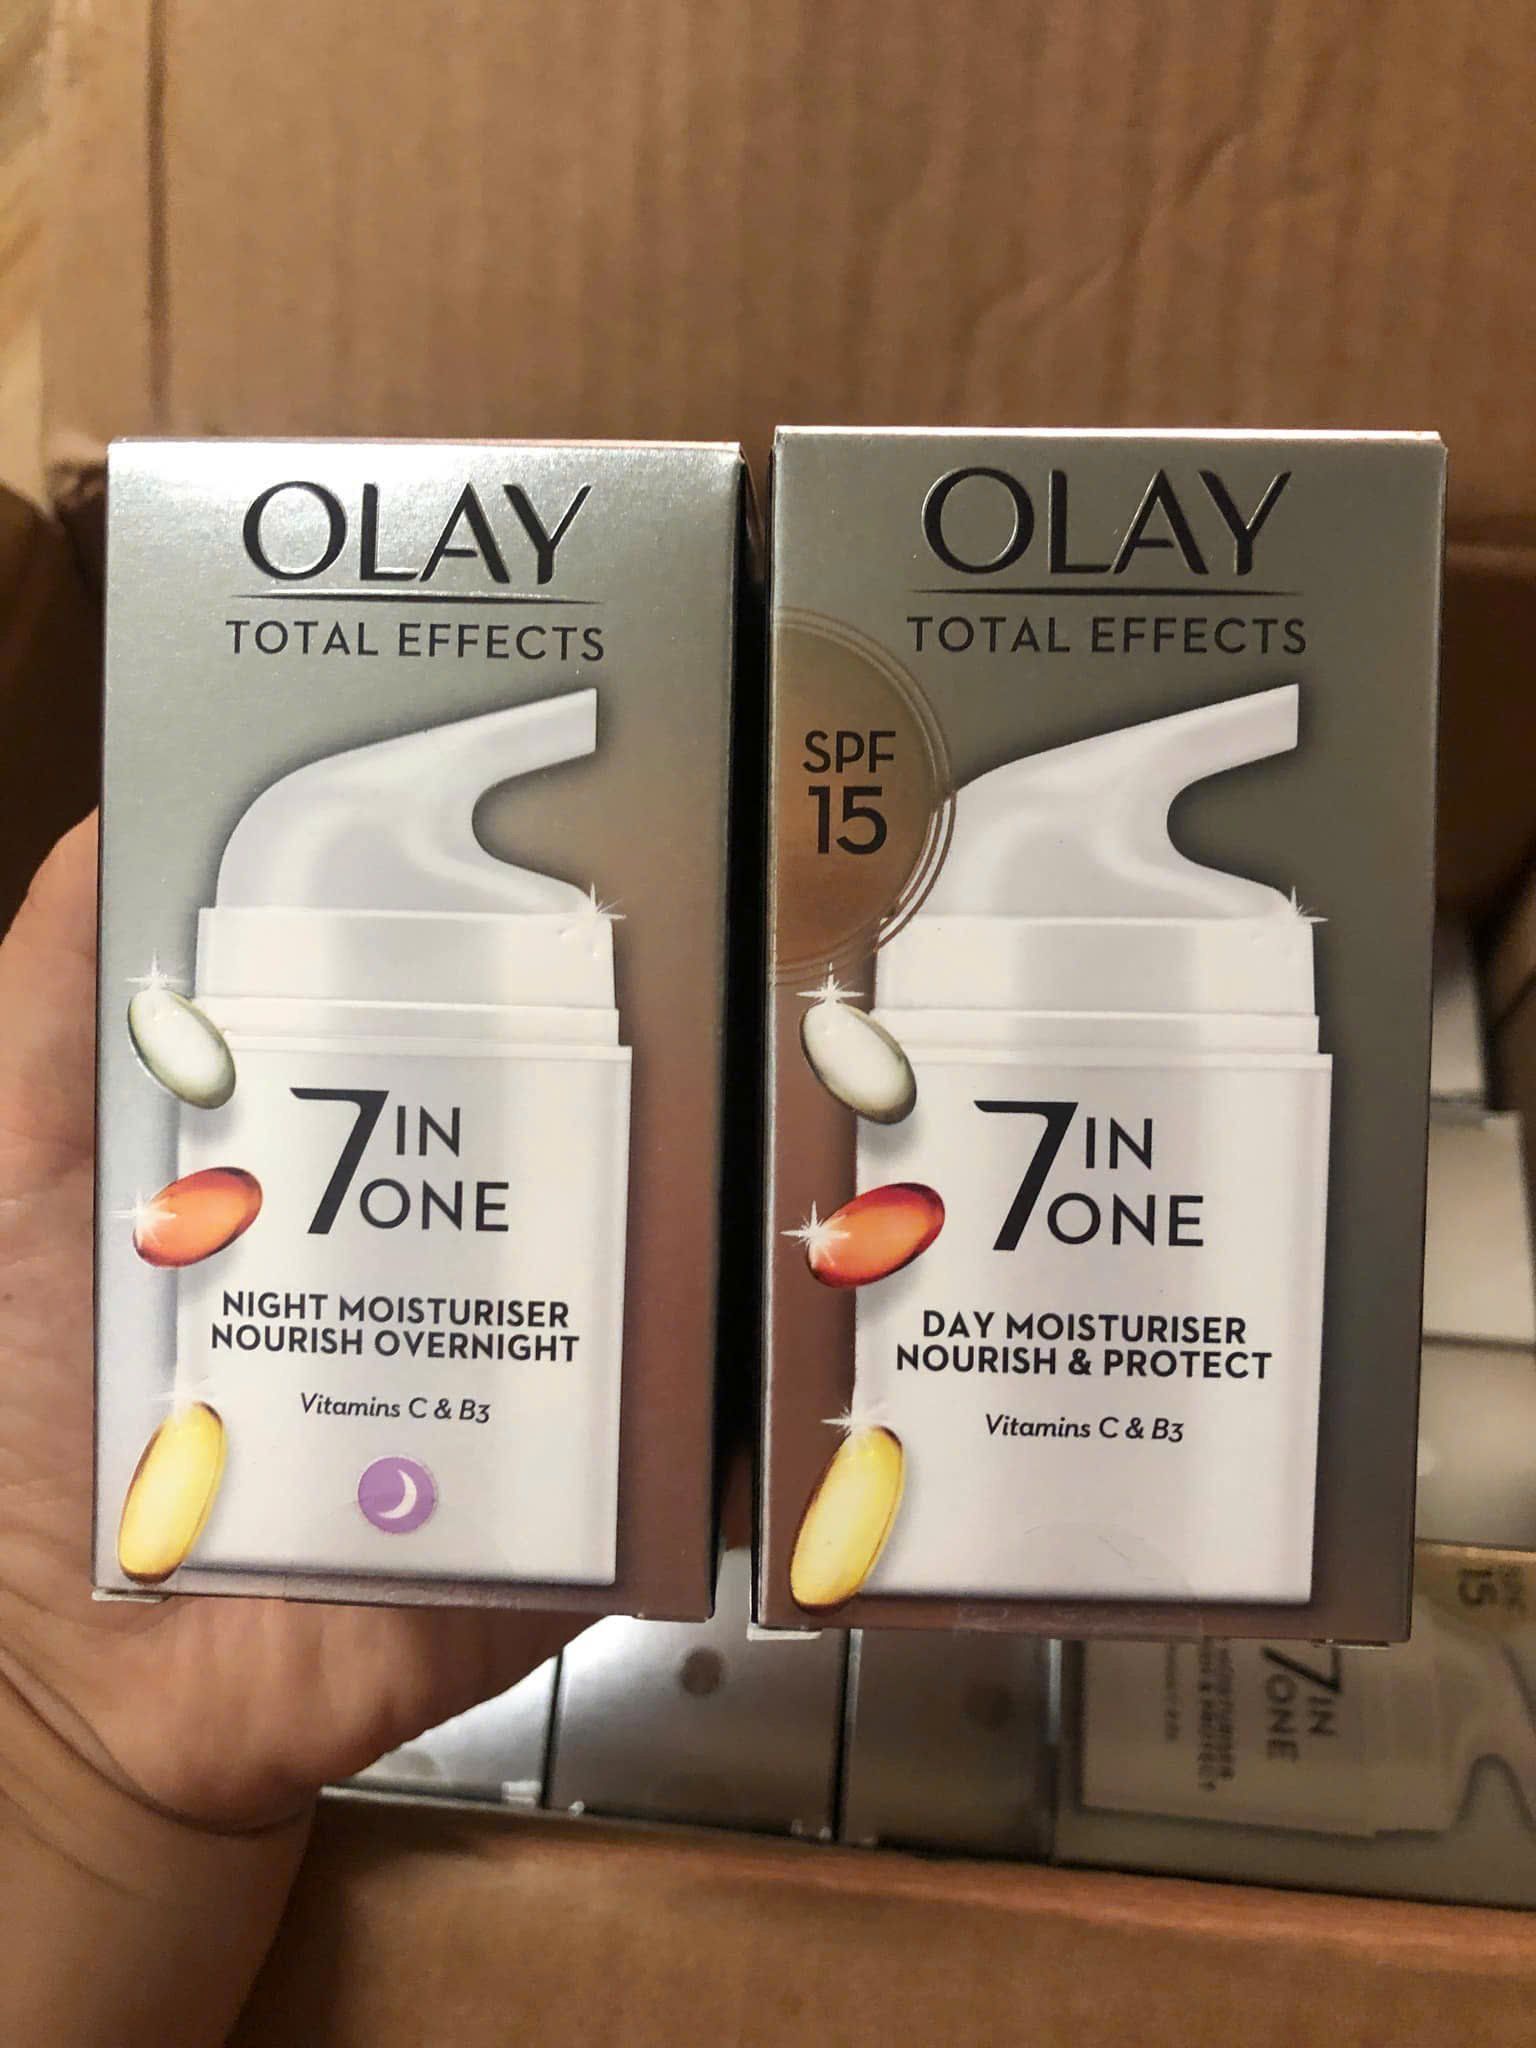 OLAY
TOTAL EFFECTS
7 IN
ONE
NIGHT MOISTURISER
NOURISH OVERNIGHT
Vitamins C & B3
OLAY
TOTAL EFFECTS
SPF
15
7 IN
ONE
DAY MOISTURISER
NOURISH & PROTECT
Vitamins C & B3
15
7 IN
ONE